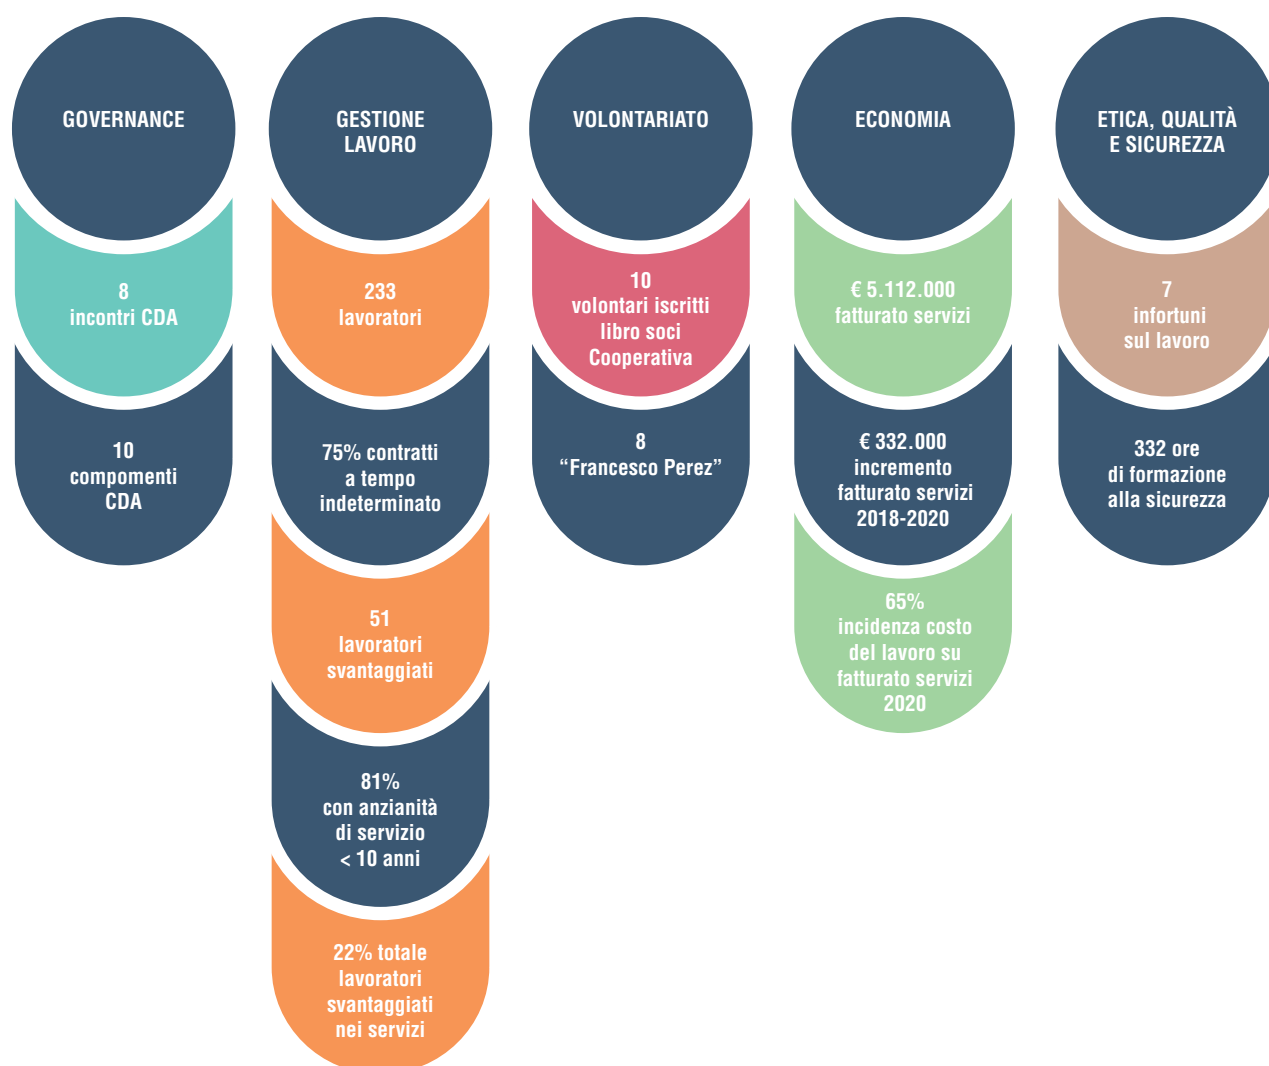 GOVERNANCE
8
incontri CDA
10
compomenti
CDA
GESTIONE
LAVORO
233
lavoratori
75% contratti
a tempo
indeterminato
51
lavoratori
svantaggiati
81%
con anzianità
di servizio
< 10 anni
22% totale
lavoratori
svantaggiati
nei servizi
VOLONTARIATO
10
volontari iscritti
libro soci
Cooperativa
8
“Francesco Perez”
ECONOMIA
€ 5.112.000
fatturato servizi
€ 332.000
incremento
fatturato servizi
2018-2020
65%
incidenza costo
del lavoro su
fatturato servizi
2020
ETICA, QUALITÀ
E SICUREZZA
7
infortuni
sul lavoro
332 ore
di formazione
alla sicurezza